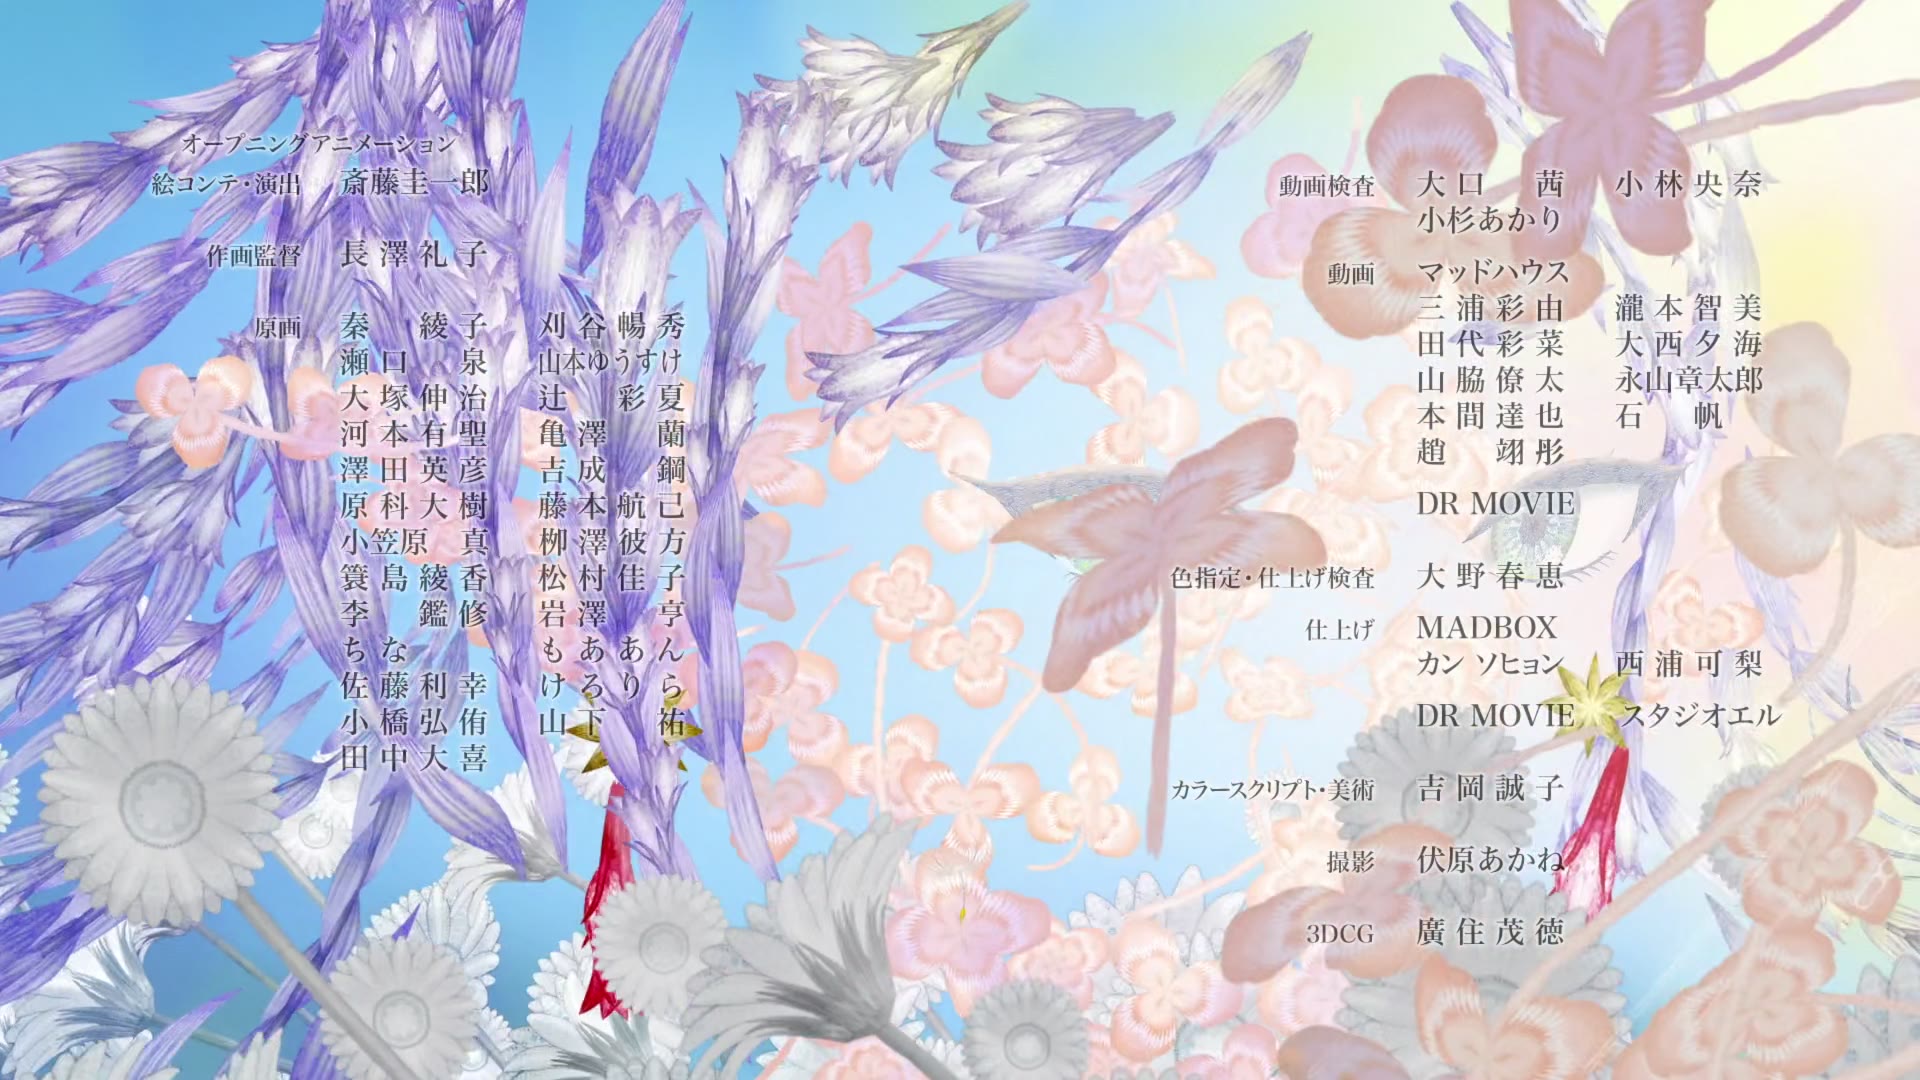 オープニングアニメーション
絵コンテ・演出 斎藤圭一郎
作画監督 長澤礼子
原画 秦 綾子 刈谷暢秀
瀬口 泉 山本ゆうすけ
大塚伸治 辻 彩夏
河本有聖 亀澤 蘭
澤田英彦 吉成 鋼
原科大樹 藤本航己
小笠原 真 栁澤彼方
簑島綾香 松村佳子
李 鑑修 岩澤 亨
ちな もああん
佐藤利幸 けろりら
小橋弘侑 山下 祐
田中大喜
動画検査 大口 茜 小林央奈
小杉あかり
動画 マッドハウス
三浦彩由 瀧本智美
田代彩菜 大西夕海
山脇僚太 永山章太郎
本間達也 石 帆
趙 翊彤
DR MOVIE
色指定・仕上げ検査 大野春恵
仕上げ MADBOX
カン ソヒョン 西浦可梨
DR MOVIE スタジオエル
カラースクリプト・美術 吉岡誠子
撮影 伏原あかね
3DCG 廣住茂徳